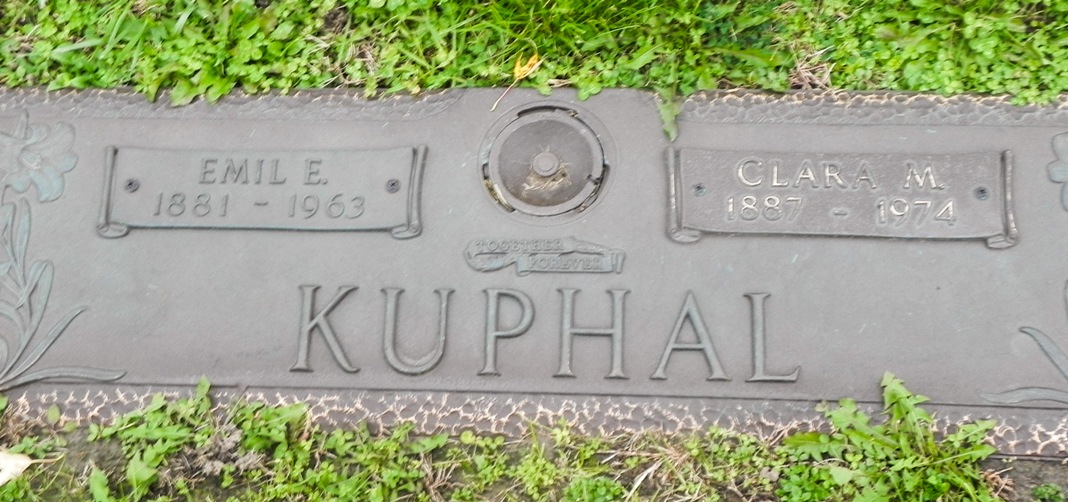 EMIL E.
1881 - 1963
CLARA M.
1887 - 1974
TOGETHER
FOREVER
KUPHAL